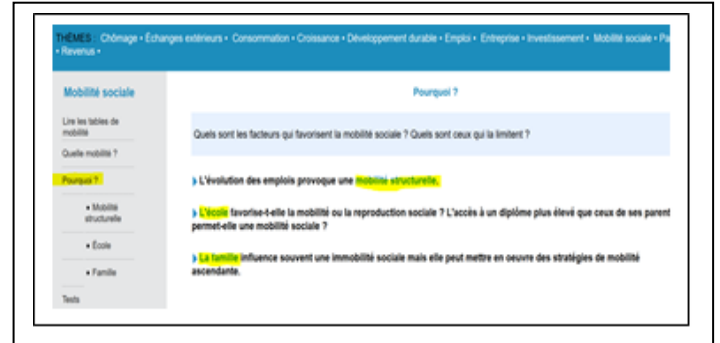 THÈMES : Chômage • Échanges extérieurs • Consommation • Croissance • Développement durable • Emploi • Entreprise • Investissement • Mobilité sociale • Pa
• Revenus •
Mobilité sociale
Lire les tables de
mobilité
Quelle mobilité ?
Pourquoi ?
• Mobilité
structurelle
• École
• Famille
Tests
Pourquoi ?
Quels sont les facteurs qui favorisent la mobilité sociale ? Quels sont ceux qui la limitent ?
L'évolution des emplois provoque une mobilité structurelle.
L'école favorise-t-elle la mobilité ou la reproduction sociale ? L'accès à un diplôme plus élevé que ceux de ses parent
permet-elle une mobilité sociale ?
La famille influence souvent une immobilité sociale mais elle peut mettre en oeuvre des stratégies de mobilité
ascendante.